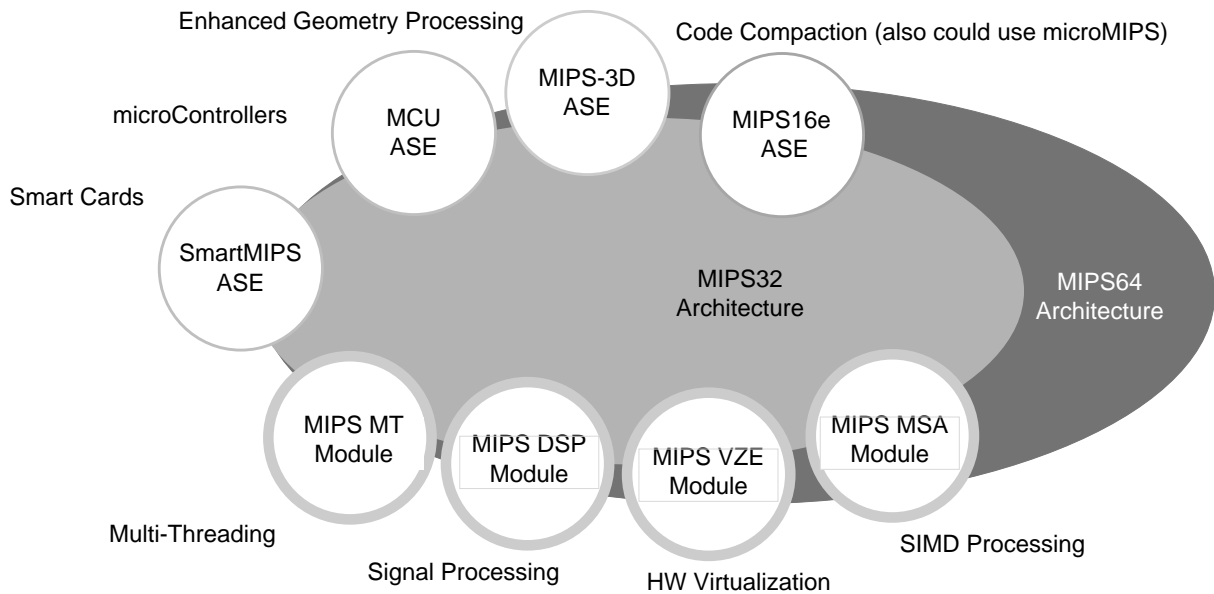 Enhanced Geometry Processing
Code Compaction (also could use microMIPS)
MIPS-3D
ASE
microControllers
MCU
ASE
MIPS16e
ASE
Smart Cards
SmartMIPS
ASE
MIPS32
Architecture
MIPS64
Architecture
MIPS MT
Module
MIPS DSP
Module
MIPS VZE
Module
MIPS MSA
Module
Multi-Threading
Signal Processing
HW Virtualization
SIMD Processing